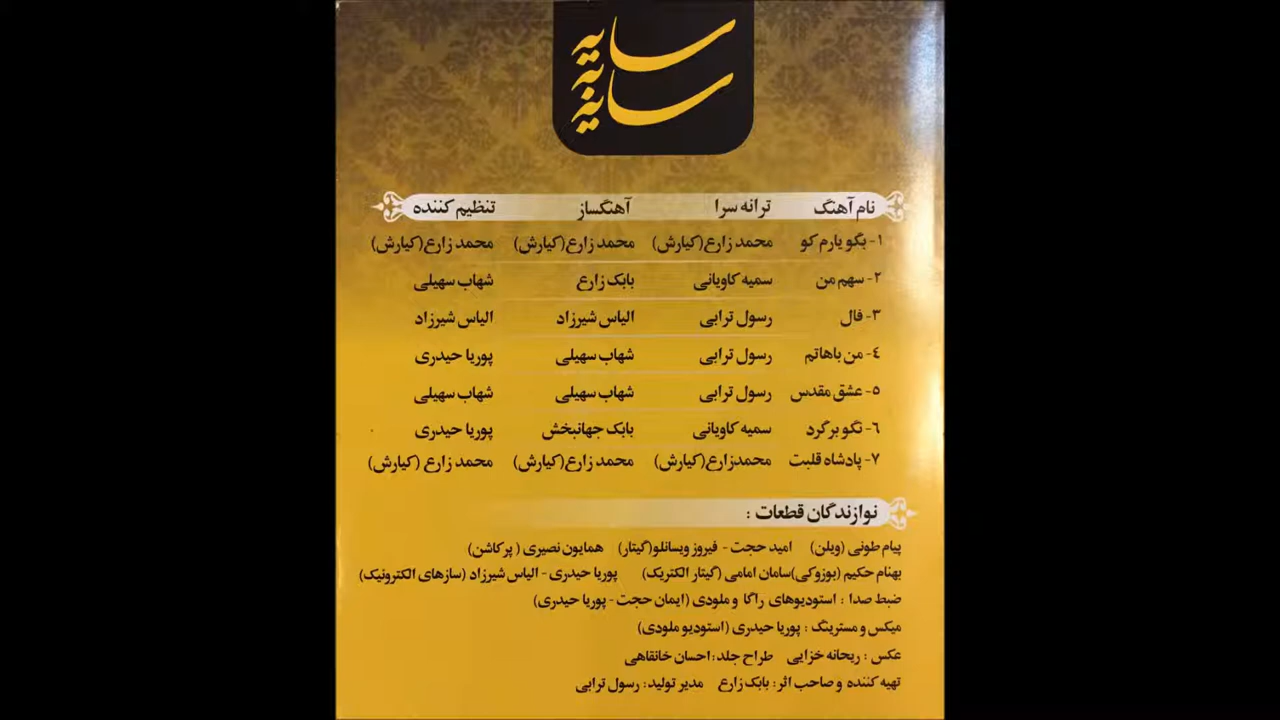 سایه
سایه
نام آهنگ ترانه سرا آهنگساز تنظیم کننده
۱- بگو یارم کو محمد زارع(کیارش) محمد زارع(کیارش) محمد زارع(کیارش)
۲- سهم من سمیه کاویانی بابک زارع شهاب سهیلی
۳- فال رسول ترابی الیاس شیرزاد الیاس شیرزاد
٤- من باهاتم رسول ترابی شهاب سهیلی پوریا حیدری
۵- عشق مقدس رسول ترابی شهاب سهیلی شهاب سهیلی
٦- نگو برگرد سمیه کاویانی بابک جهانبخش پوریا حیدری
۷- پادشاه قلبت محمدزارع(کیارش) محمد زارع(کیارش) محمد زارع (کیارش)
نوازندگان قطعات :
پیام طونی (ویلن) امید حجت - فیروز ویسانلو(گیتار) همایون نصیری ( پرکاشن)
بهنام حکیم (بوزوکی)سامان امامی (گیتار الکتریک) پوریا حیدری - الیاس شیرزاد (سازهای الکترونیک)
ضبط صدا : استودیوهای راگا و ملودی (ایمان حجت - پوریا حیدری)
میکس و مسترینگ : پوریا حیدری (استودیو ملودی)
عکس : ریحانه خزایی طراح جلد:احسان خانقاهی
تهیه کننده و صاحب اثر: بابک زارع مدیر تولید: رسول ترابی